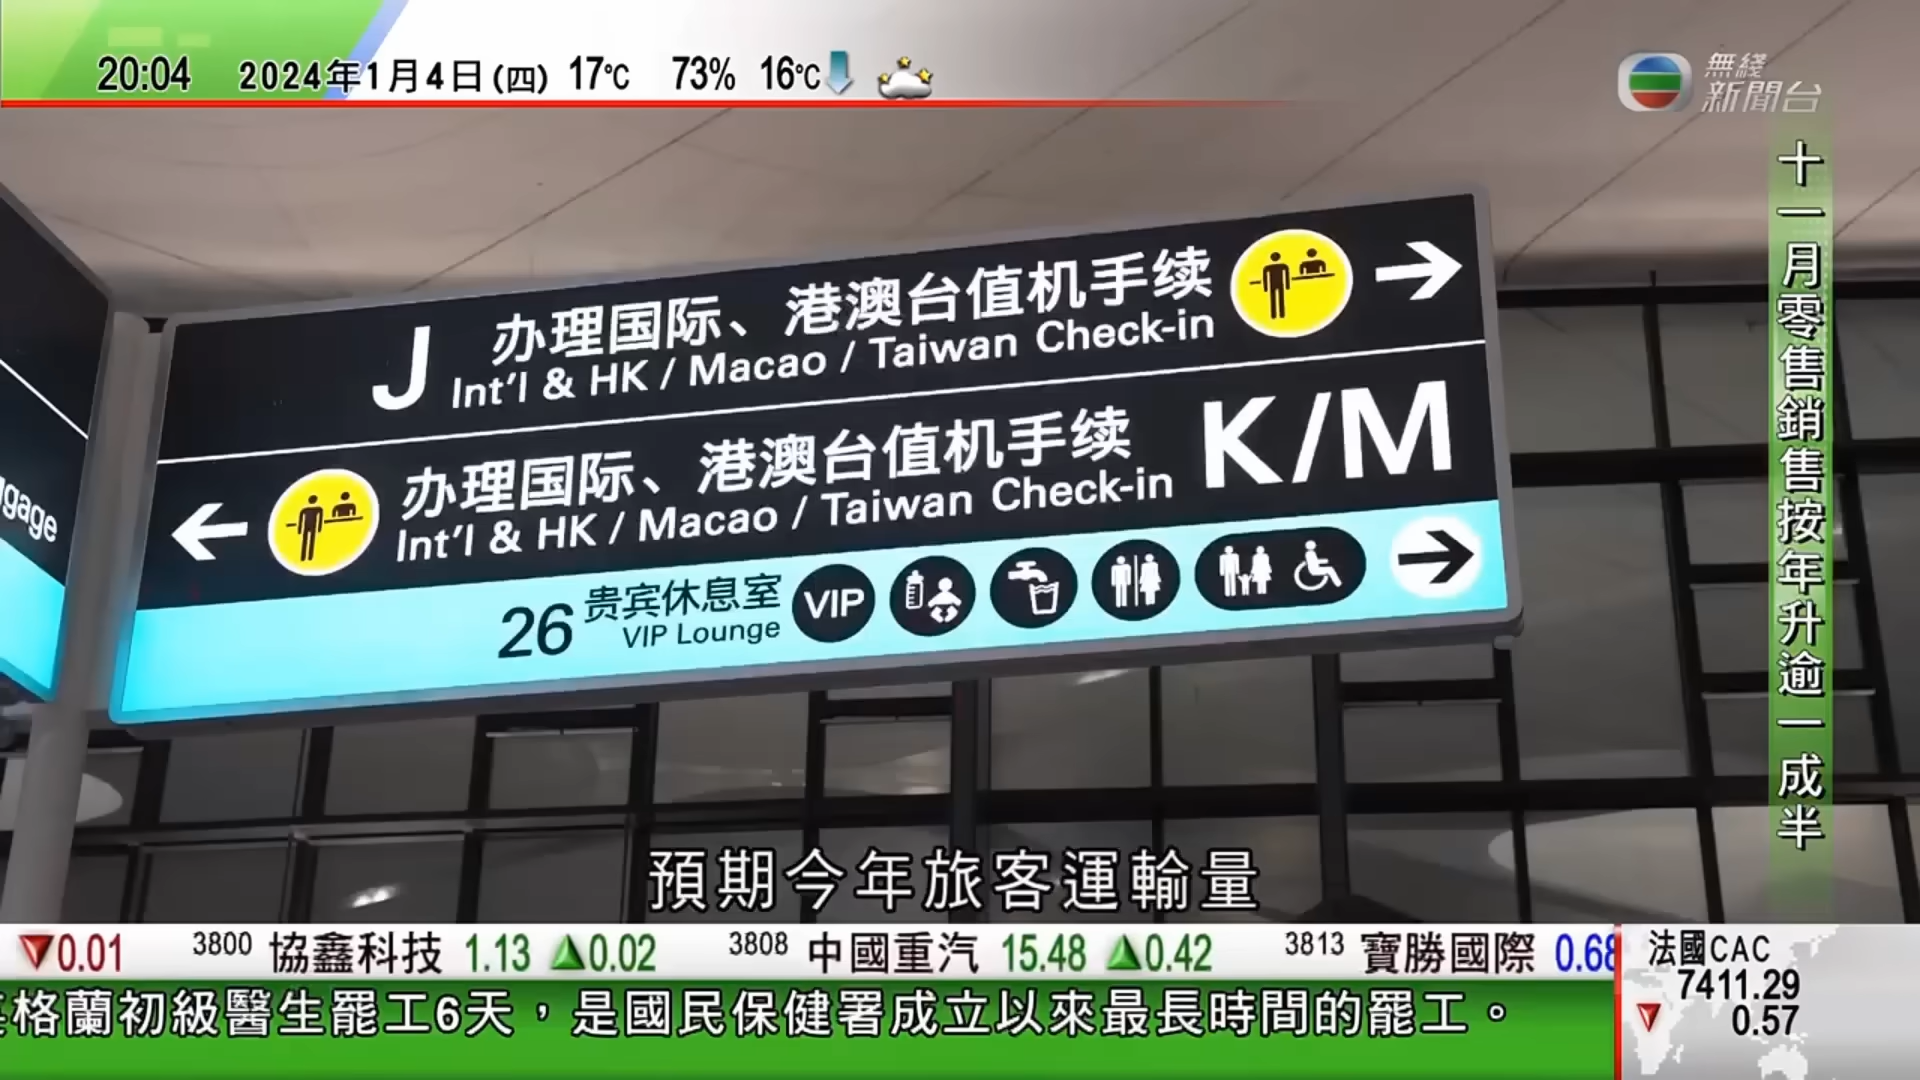 20:04 2024年1月4日(四) 17℃ 73% 16℃
無綫
新聞台
十一月零售銷售按年升逾一成半
J 办理国际、港澳台值机手续
Int'l & HK / Macao / Taiwan Check-in
办理国际、港澳台值机手续 K/M
Int'l & HK / Macao / Taiwan Check-in
26 贵宾休息室 VIP
VIP Lounge
gage
預期今年旅客運輸量
▼0.01 3800 協鑫科技 1.13 ▲0.02 3808 中國重汽 15.48 ▲0.42 3813 寶勝國際 0.68
格蘭初級醫生罷工6天，是國民保健署成立以來最長時間的罷工。
法國CAC
7411.29
▼ 0.57